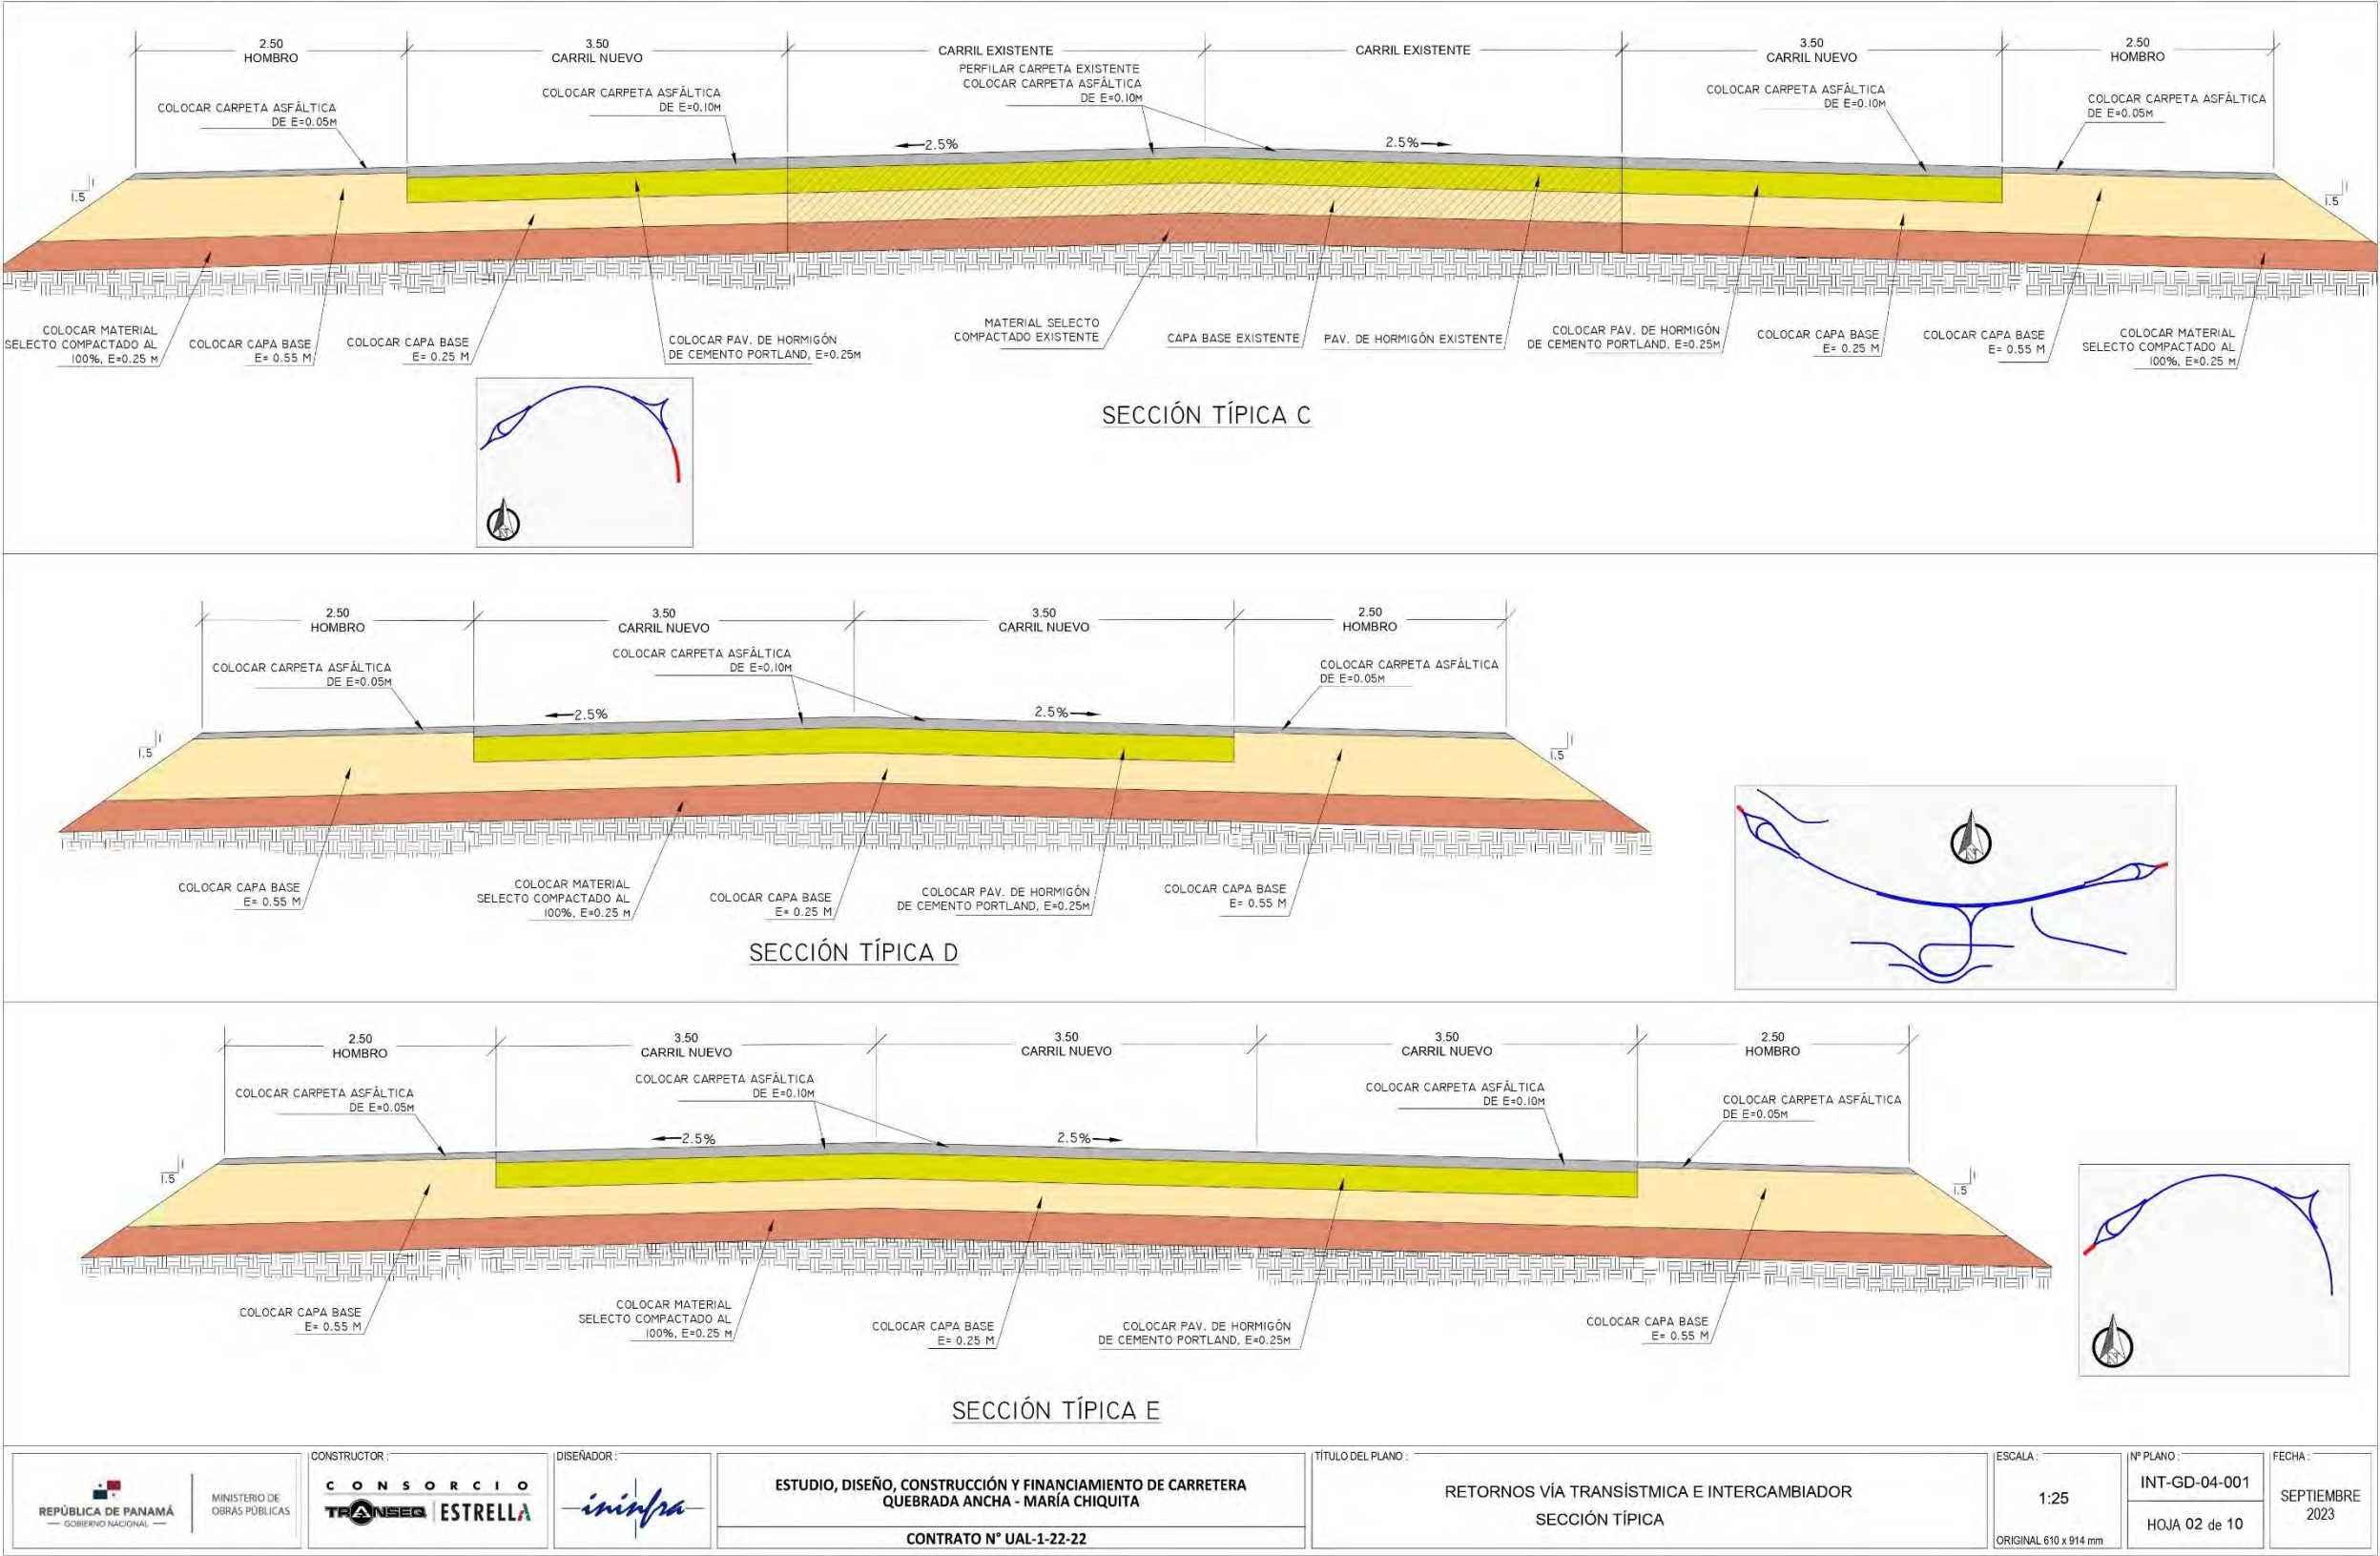 2.50
HOMBRO
3.50
CARRIL NUEVO
CARRIL EXISTENTE
CARRIL EXISTENTE
3.50
CARRIL NUEVO
2.50
HOMBRO
COLOCAR CARPETA ASFÁLTICA
DE E=0.05M
COLOCAR CARPETA ASFÁLTICA
DE E=0.10M
PERFILAR CARPETA EXISTENTE
COLOCAR CARPETA ASFÁLTICA
DE E=0.10M
COLOCAR CARPETA ASFÁLTICA
DE E=0.10M
COLOCAR CARPETA ASFÁLTICA
DE E=0.05M
2.5%
2.5%
1
1.5
1
1.5
COLOCAR MATERIAL
SELECTO COMPACTADO AL
100%, E=0.25 M
COLOCAR CAPA BASE
E= 0.55 M
COLOCAR CAPA BASE
E= 0.25 M
COLOCAR PAV. DE HORMIGÓN
DE CEMENTO PORTLAND, E=0.25M
MATERIAL SELECTO
COMPACTADO EXISTENTE
CAPA BASE EXISTENTE
PAV. DE HORMIGÓN EXISTENTE
COLOCAR PAV. DE HORMIGÓN
DE CEMENTO PORTLAND, E=0.25M
COLOCAR CAPA BASE
E= 0.25 M
COLOCAR CAPA BASE
E= 0.55 M
COLOCAR MATERIAL
SELECTO COMPACTADO AL
100%, E=0.25 M
N
SECCIÓN TÍPICA C
2.50
HOMBRO
3.50
CARRIL NUEVO
3.50
CARRIL NUEVO
2.50
HOMBRO
COLOCAR CARPETA ASFÁLTICA
DE E=0.05M
COLOCAR CARPETA ASFÁLTICA
DE E=0.10M
COLOCAR CARPETA ASFÁLTICA
DE E=0.05M
2.5%
2.5%
1
1.5
1
1.5
COLOCAR CAPA BASE
E= 0.55 M
COLOCAR MATERIAL
SELECTO COMPACTADO AL
100%, E=0.25 M
COLOCAR CAPA BASE
E= 0.25 M
COLOCAR PAV. DE HORMIGÓN
DE CEMENTO PORTLAND, E=0.25M
COLOCAR CAPA BASE
E= 0.55 M
N
SECCIÓN TÍPICA D
2.50
HOMBRO
3.50
CARRIL NUEVO
3.50
CARRIL NUEVO
3.50
CARRIL NUEVO
2.50
HOMBRO
COLOCAR CARPETA ASFÁLTICA
DE E=0.05M
COLOCAR CARPETA ASFÁLTICA
DE E=0.10M
COLOCAR CARPETA ASFÁLTICA
DE E=0.10M
COLOCAR CARPETA ASFÁLTICA
DE E=0.05M
2.5%
2.5%
1
1.5
1
1.5
COLOCAR CAPA BASE
E= 0.55 M
COLOCAR MATERIAL
SELECTO COMPACTADO AL
100%, E=0.25 M
COLOCAR CAPA BASE
E= 0.25 M
COLOCAR PAV. DE HORMIGÓN
DE CEMENTO PORTLAND, E=0.25M
COLOCAR CAPA BASE
E= 0.55 M
N
SECCIÓN TÍPICA E
REPÚBLICA DE PANAMÁ
— GOBIERNO NACIONAL —
MINISTERIO DE
OBRAS PÚBLICAS
CONSTRUCTOR :
CONSORCIO
TRANSEQ ESTRELLA
DISEÑADOR :
ininfra
ESTUDIO, DISEÑO, CONSTRUCCIÓN Y FINANCIAMIENTO DE CARRETERA
QUEBRADA ANCHA - MARÍA CHIQUITA
CONTRATO N° UAL-1-22-22
TÍTULO DEL PLANO :
RETORNOS VÍA TRANSÍSTMICA E INTERCAMBIADOR
SECCIÓN TÍPICA
ESCALA :
1:25
ORIGINAL 610 x 914 mm
Nº PLANO :
INT-GD-04-001
HOJA 02 de 10
FECHA :
SEPTIEMBRE
2023